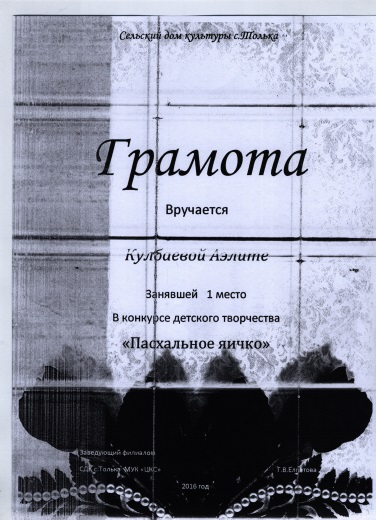 Сельский дом культуры с.Толька
Грамота
Вручается
Кулбаевой Аэлите
Занявшей 1 место
В конкурсе детского творчества
«Пасхальное яичко»
Заведующий филиалом
СДК с.Толька МУК «ЦКС» Т.В.
2016 год